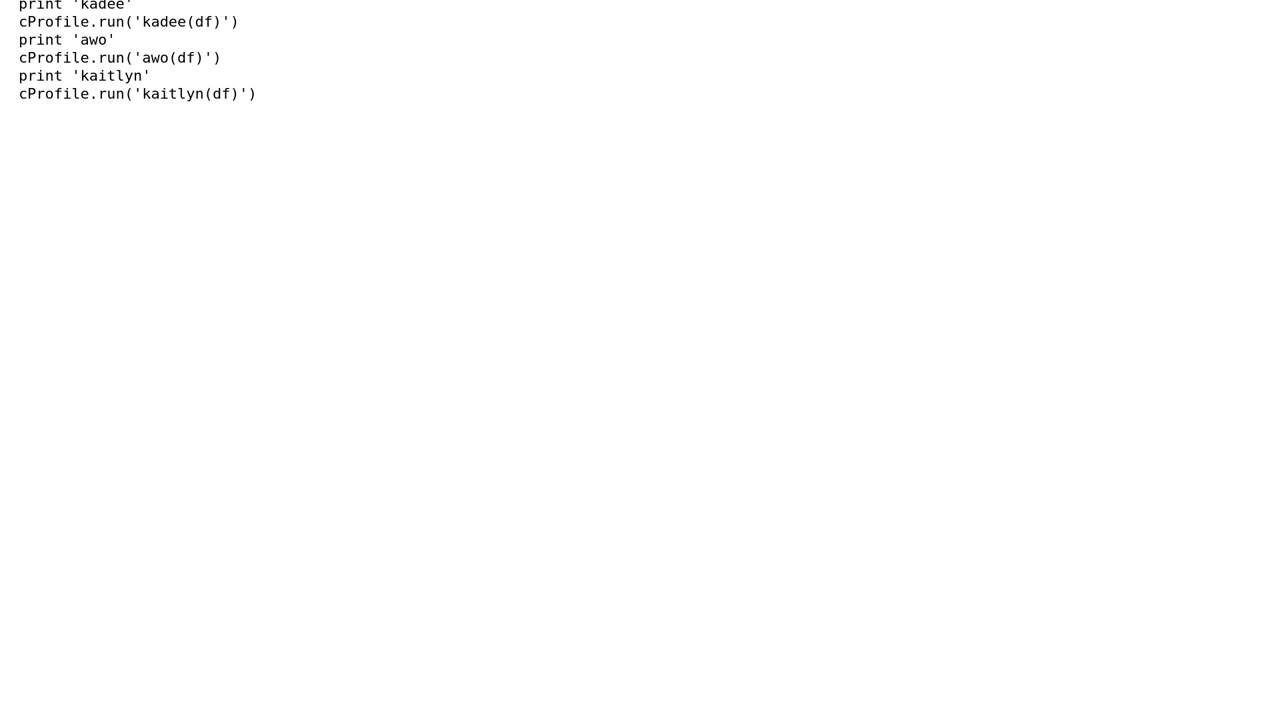 print 'kadee'
cProfile.run('kadee(df)')
print 'awo'
cProfile.run('awo(df)')
print 'kaitlyn'
cProfile.run('kaitlyn(df)')